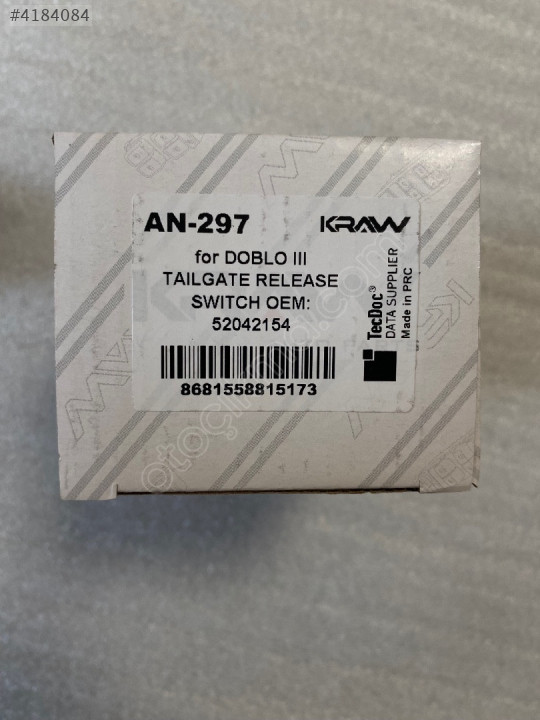 #4184084
AN-297
KRAW
for DOBLO III
TAILGATE RELEASE
SWITCH OEM:
52042154
8681558815173
TecDoc®
DATA SUPPLIER
Made in PRC